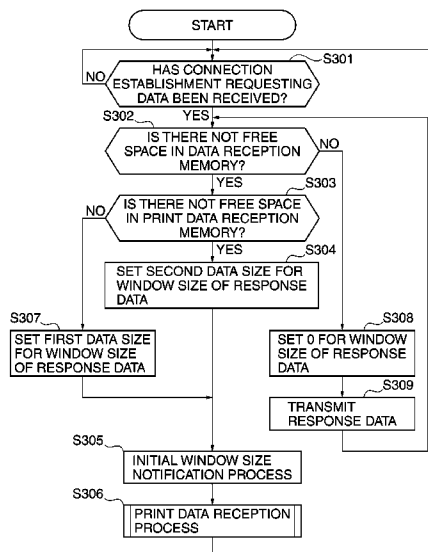 START
S301
HAS CONNECTION
ESTABLISHMENT REQUESTING
DATA BEEN RECEIVED?
NO
YES
S302
IS THERE NOT FREE
SPACE IN DATA RECEPTION
MEMORY?
NO
YES
S303
IS THERE NOT FREE SPACE
IN PRINT DATA RECEPTION
MEMORY?
NO
YES
S304
SET SECOND DATA SIZE FOR
WINDOW SIZE OF RESPONSE
DATA
S307
SET FIRST DATA SIZE
FOR WINDOW SIZE
OF RESPONSE DATA
S308
SET 0 FOR WINDOW
SIZE OF RESPONSE
DATA
S309
TRANSMIT
RESPONSE DATA
S305
INITIAL WINDOW SIZE
NOTIFICATION PROCESS
S306
PRINT DATA RECEPTION
PROCESS